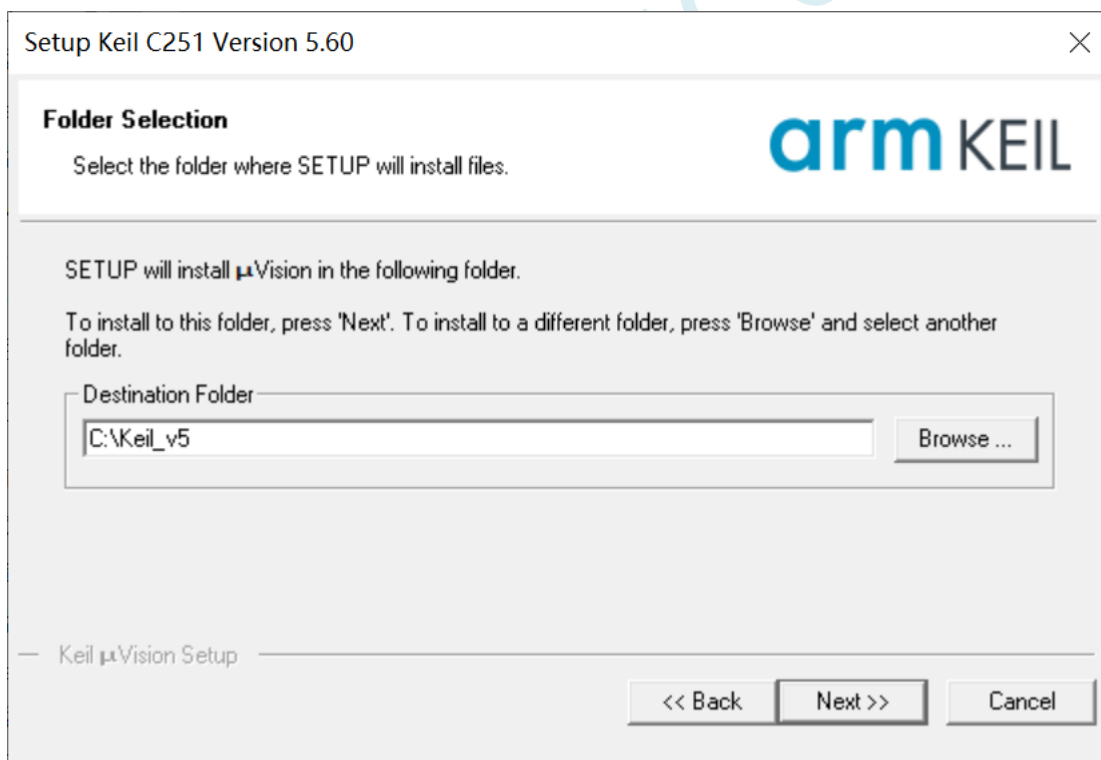 Setup Keil C251 Version 5.60
Folder Selection
Select the folder where SETUP will install files.
arm KEIL
SETUP will install µVision in the following folder.
To install to this folder, press 'Next'. To install to a different folder, press 'Browse' and select another
folder.
Destination Folder
C:\Keil_v5
Browse ...
Keil µVision Setup
<< Back
Next >>
Cancel